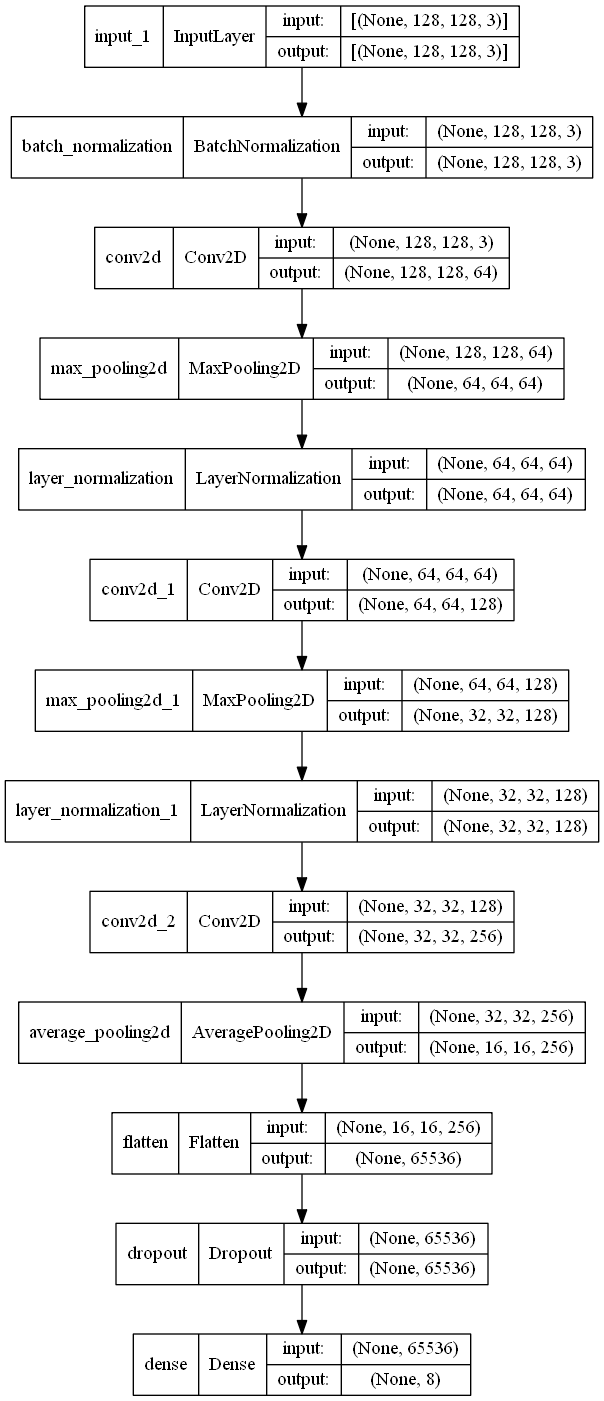 input_1 InputLayer input: [(None, 128, 128, 3)]
output: [(None, 128, 128, 3)]
batch_normalization BatchNormalization input: (None, 128, 128, 3)
output: (None, 128, 128, 3)
conv2d Conv2D input: (None, 128, 128, 3)
output: (None, 128, 128, 64)
max_pooling2d MaxPooling2D input: (None, 128, 128, 64)
output: (None, 64, 64, 64)
layer_normalization LayerNormalization input: (None, 64, 64, 64)
output: (None, 64, 64, 64)
conv2d_1 Conv2D input: (None, 64, 64, 64)
output: (None, 64, 64, 128)
max_pooling2d_1 MaxPooling2D input: (None, 64, 64, 128)
output: (None, 32, 32, 128)
layer_normalization_1 LayerNormalization input: (None, 32, 32, 128)
output: (None, 32, 32, 128)
conv2d_2 Conv2D input: (None, 32, 32, 128)
output: (None, 32, 32, 256)
average_pooling2d AveragePooling2D input: (None, 32, 32, 256)
output: (None, 16, 16, 256)
flatten Flatten input: (None, 16, 16, 256)
output: (None, 65536)
dropout Dropout input: (None, 65536)
output: (None, 65536)
dense Dense input: (None, 65536)
output: (None, 8)